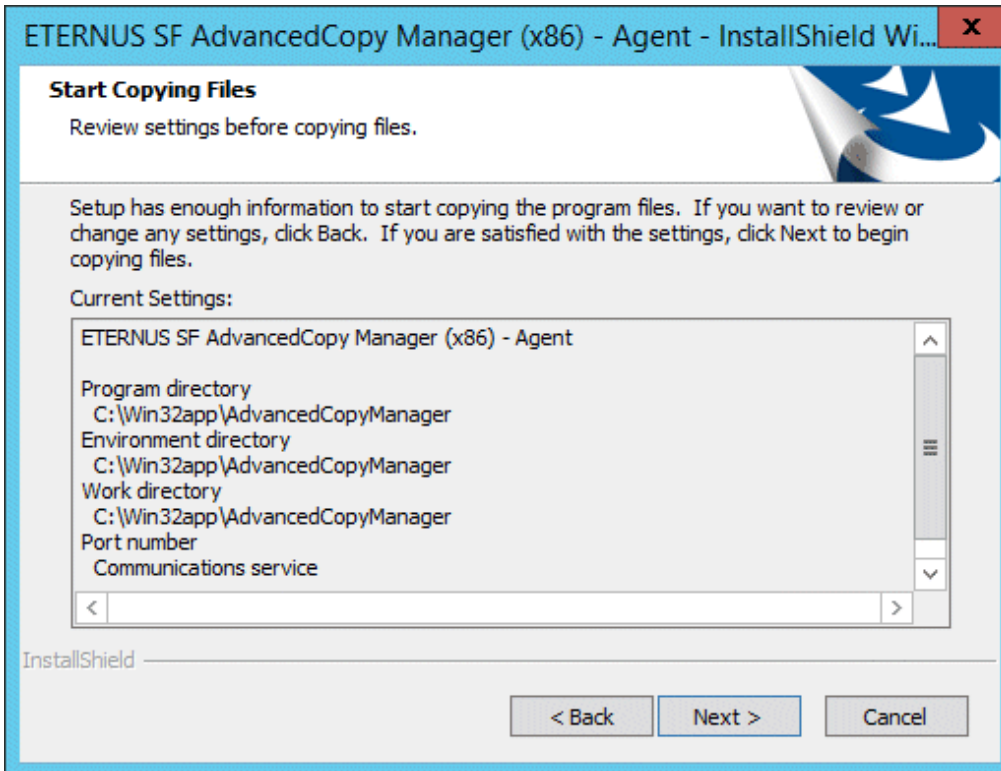 ETERNUS SF AdvancedCopy Manager (x86) - Agent - InstallShield Wi...
Start Copying Files
Review settings before copying files.
Setup has enough information to start copying the program files.  If you want to review or
change any settings, click Back.  If you are satisfied with the settings, click Next to begin
copying files.
Current Settings:
ETERNUS SF AdvancedCopy Manager (x86) - Agent
Program directory
C:\Win32app\AdvancedCopyManager
Environment directory
C:\Win32app\AdvancedCopyManager
Work directory
C:\Win32app\AdvancedCopyManager
Port number
Communications service
InstallShield
< Back
Next >
Cancel